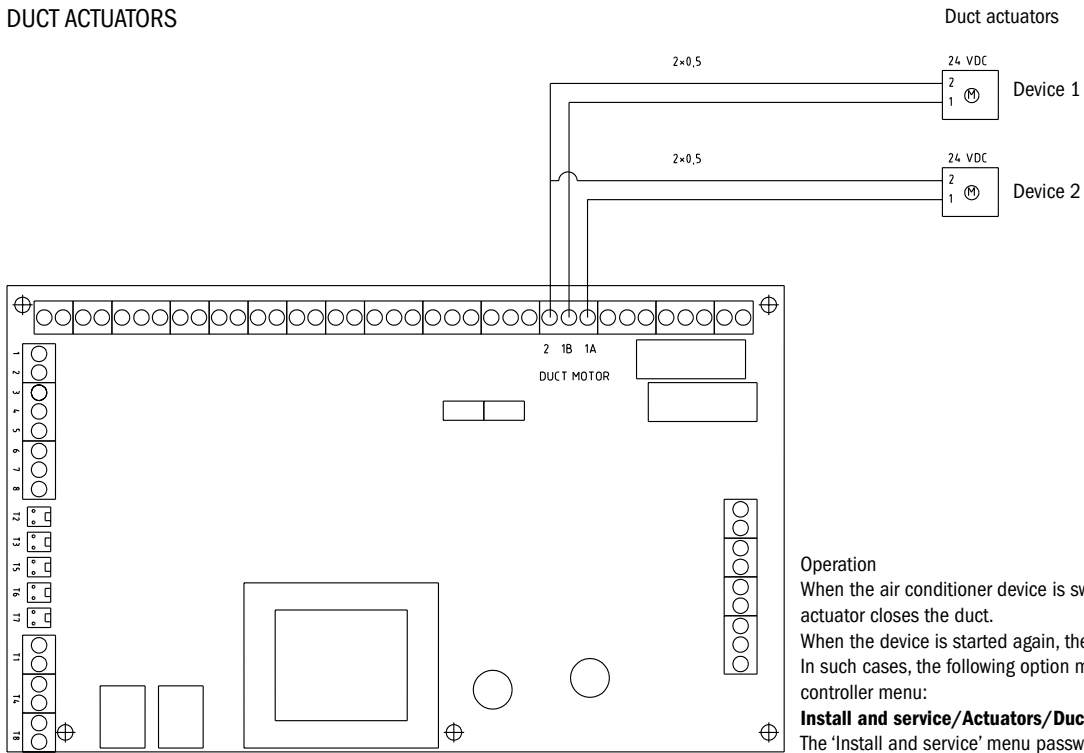 DUCT ACTUATORS
Duct actuators
2×0,5
24 VDC
2
1
M
Device 1
2×0,5
24 VDC
2
1
M
Device 2
2 1B 1A
DUCT MOTOR
1
2
3
4
5
6
7
8
T2
T3
T5
T6
T7
T1
T4
T8
Operation
When the air conditioner device is sw
actuator closes the duct.
When the device is started again, the
In such cases, the following option m
controller menu:
Install and service/Actuators/Duc
The ‘Install and service’ menu passw